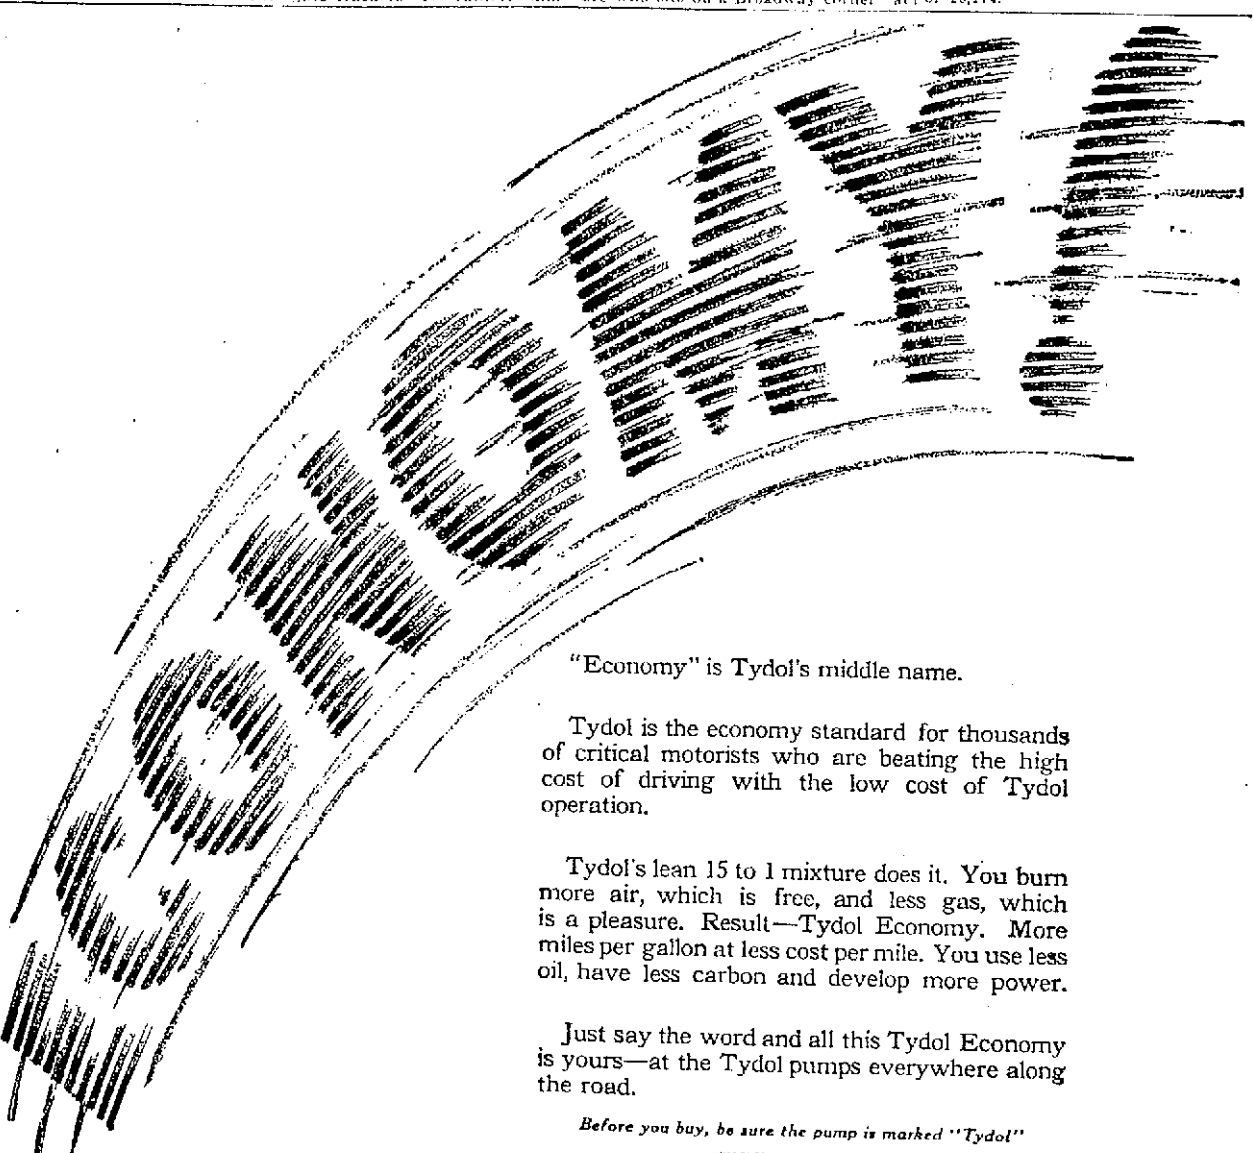 on a Broadway corner
ECONOMY!
"Economy" is Tydol's middle name.
Tydol is the economy standard for thousands
of critical motorists who are beating the high
cost of driving with the low cost of Tydol
operation.
Tydol's lean 15 to 1 mixture does it. You burn
more air, which is free, and less gas, which
is a pleasure. Result—Tydol Economy. More
miles per gallon at less cost per mile. You use less
oil, have less carbon and develop more power.
Just say the word and all this Tydol Economy
is yours—at the Tydol pumps everywhere along
the road.
Before you buy, be sure the pump is marked "Tydol"